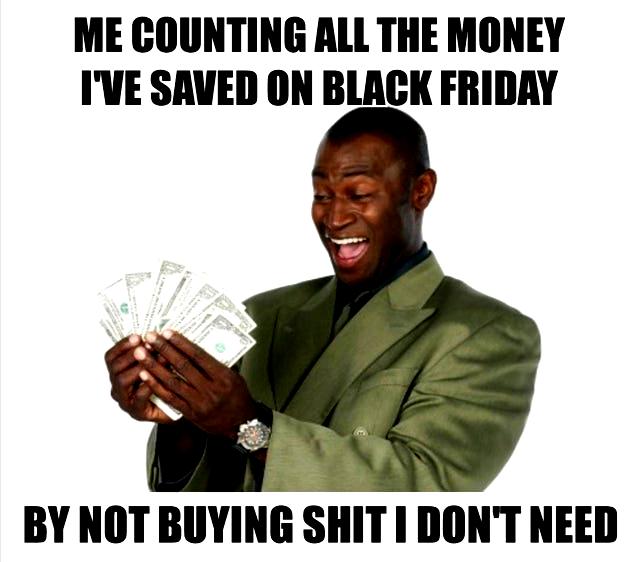 ME COUNTING ALL THE MONEY
I'VE SAVED ON BLACK FRIDAY
BY NOT BUYING SHIT I DON'T NEED